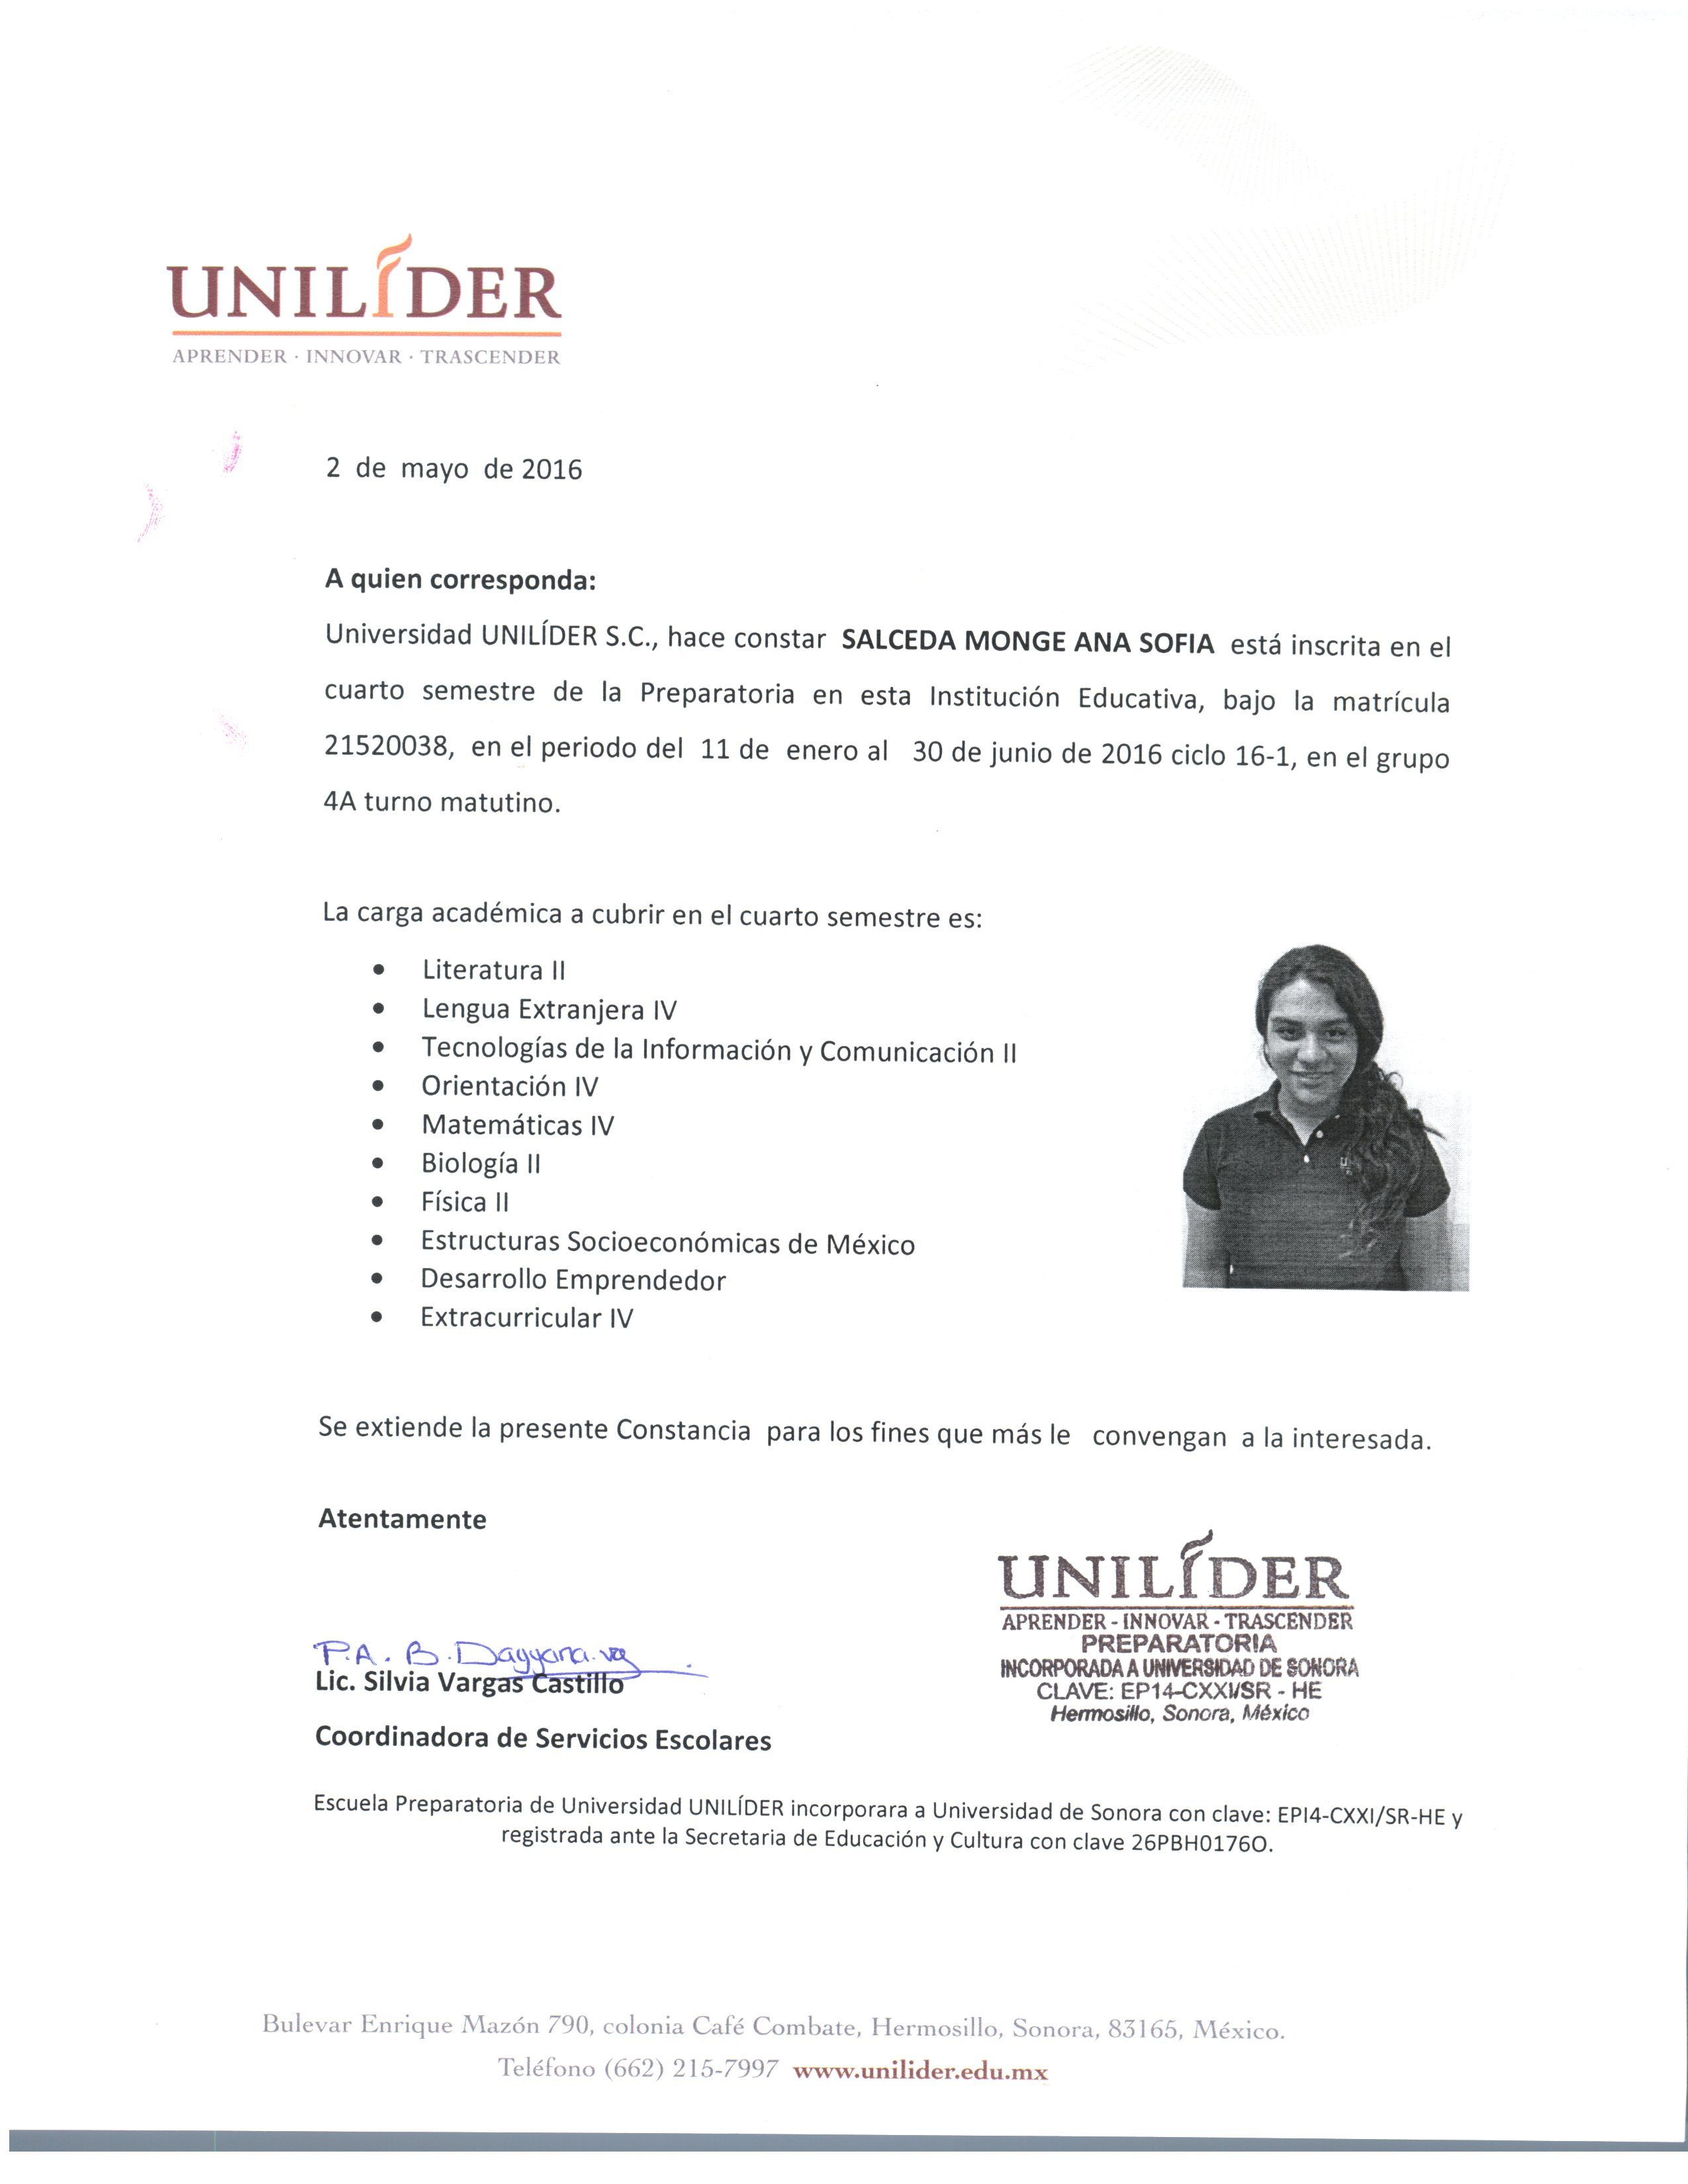 UNILÍDER
APRENDER · INNOVAR · TRASCENDER
2 de mayo de 2016
A quien corresponda:
Universidad UNILÍDER S.C., hace constar SALCEDA MONGE ANA SOFIA está inscrita en el
cuarto semestre de la Preparatoria en esta Institución Educativa, bajo la matrícula
21520038, en el periodo del 11 de enero al 30 de junio de 2016 ciclo 16-1, en el grupo
4A turno matutino.
La carga académica a cubrir en el cuarto semestre es:
• Literatura II
• Lengua Extranjera IV
• Tecnologías de la Información y Comunicación II
• Orientación IV
• Matemáticas IV
• Biología II
• Física II
• Estructuras Socioeconómicas de México
• Desarrollo Emprendedor
• Extracurricular IV
Se extiende la presente Constancia para los fines que más le convengan a la interesada.
Atentamente
P.A. B. Dayyana
Lic. Silvia Vargas Castillo
Coordinadora de Servicios Escolares
UNILÍDER
APRENDER - INNOVAR - TRASCENDER
PREPARATORIA
INCORPORADA A UNIVERSIDAD DE SONORA
CLAVE: EP14-CXXI/SR - HE
Hermosillo, Sonora, México
Escuela Preparatoria de Universidad UNILÍDER incorporara a Universidad de Sonora con clave: EPI4-CXXI/SR-HE y
registrada ante la Secretaria de Educación y Cultura con clave 26PBH0176O.
Bulevar Enrique Mazón 790, colonia Café Combate, Hermosillo, Sonora, 83165, México.
Teléfono (662) 215-7997 www.unilider.edu.mx